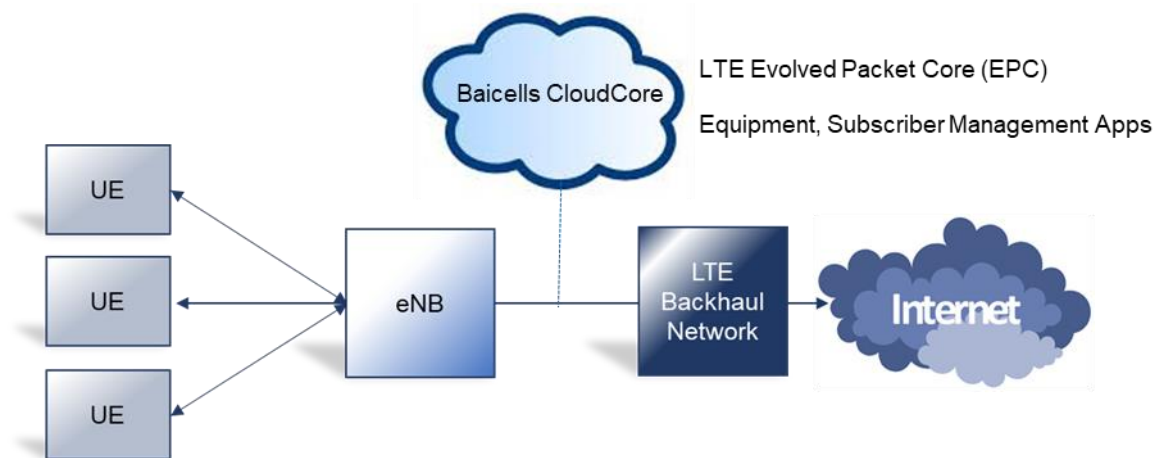 Baicells CloudCore
LTE Evolved Packet Core (EPC)
Equipment, Subscriber Management Apps
UE
UE
UE
eNB
LTE
Backhaul
Network
Internet